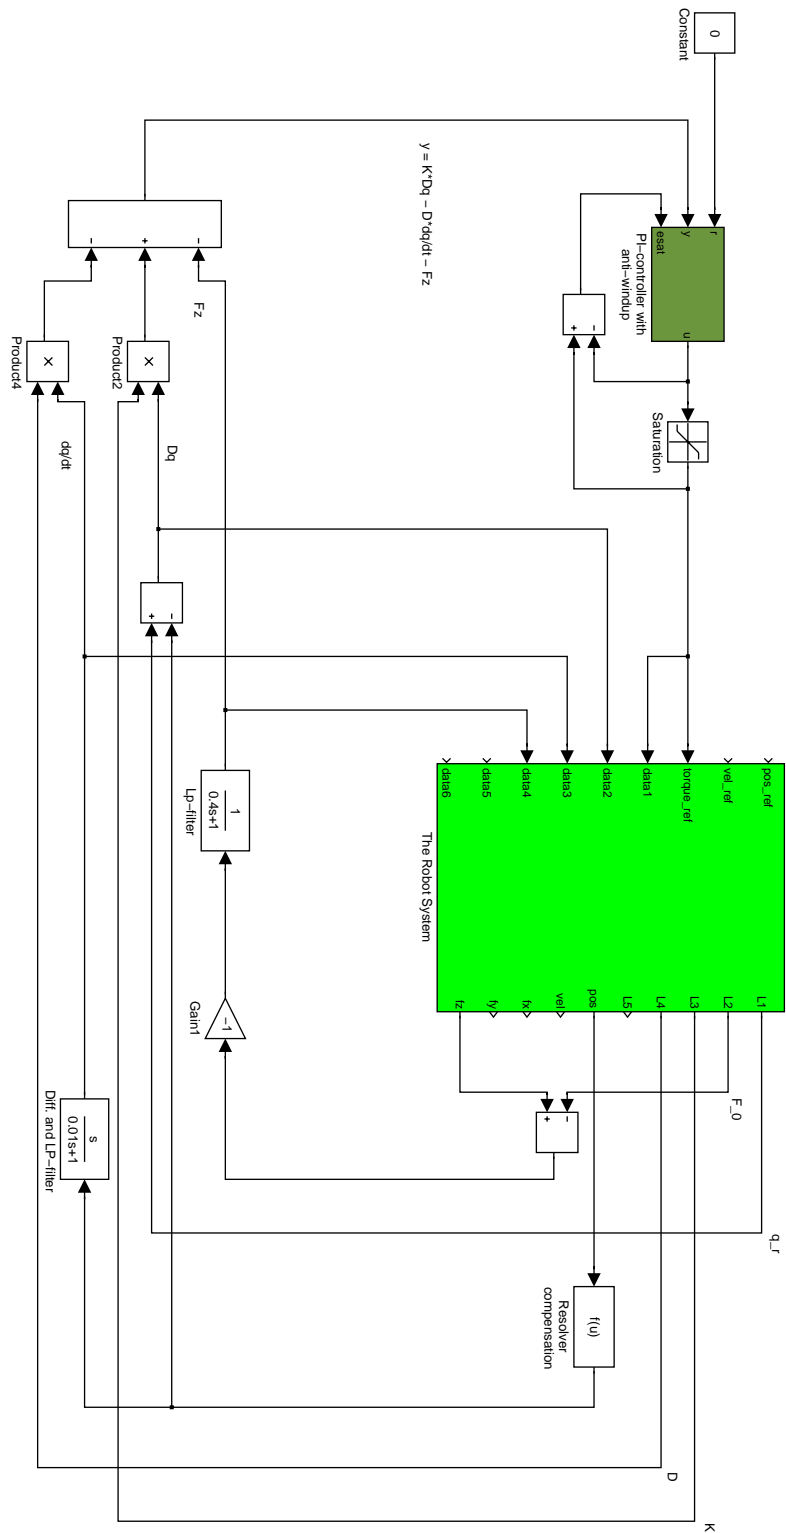 0
Constant
r
y
esat
u
PI−controller with
anti−windup
−
+
Saturation
y = K*Dq − D*dq/dt − Fz
−
+
−
Fz
×
Product2
×
Product4
Dq
dq/dt
−
+
pos_ref
vel_ref
torque_ref
data1
data2
data3
data4
data5
data6
L1
L2
L3
L4
L5
pos
vel
fx
fy
fz
The Robot System
1
0.4s+1
Lp−filter
−1
Gain1
F_0
−
+
q_r
s
0.01s+1
Diff. and LP−filter
f(u)
Resolver
compensation
D
K